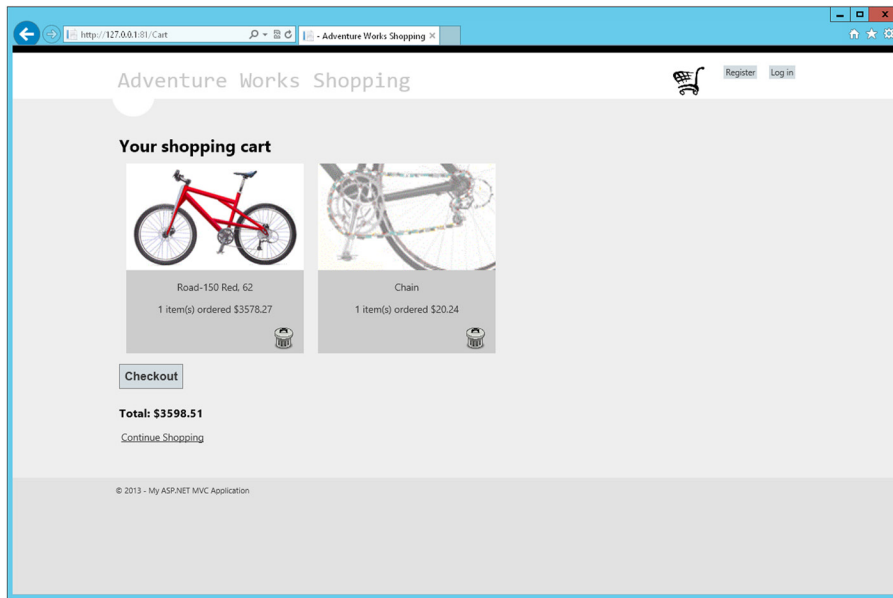 http://127.0.0.1:81/Cart
- Adventure Works Shopping
Adventure Works Shopping
Register
Log in
Your shopping cart
Road-150 Red, 62
Chain
1 item(s) ordered $3578.27
1 item(s) ordered $20.24
Checkout
Total: $3598.51
Continue Shopping
© 2013 - My ASP.NET MVC Application